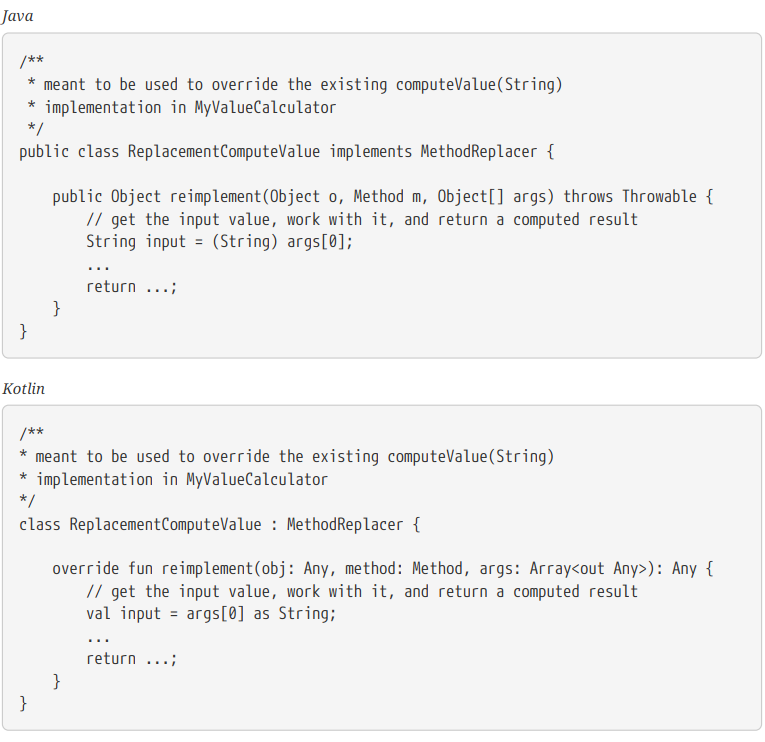 Java
/**
 * meant to be used to override the existing computeValue(String)
 * implementation in MyValueCalculator
 */
public class ReplacementComputeValue implements MethodReplacer {
    public Object reimplement(Object o, Method m, Object[] args) throws Throwable {
        // get the input value, work with it, and return a computed result
        String input = (String) args[0];
        ...
        return ...;
    }
}
Kotlin
/**
* meant to be used to override the existing computeValue(String)
* implementation in MyValueCalculator
*/
class ReplacementComputeValue : MethodReplacer {
    override fun reimplement(obj: Any, method: Method, args: Array<out Any>): Any {
        // get the input value, work with it, and return a computed result
        val input = args[0] as String;
        ...
        return ...;
    }
}